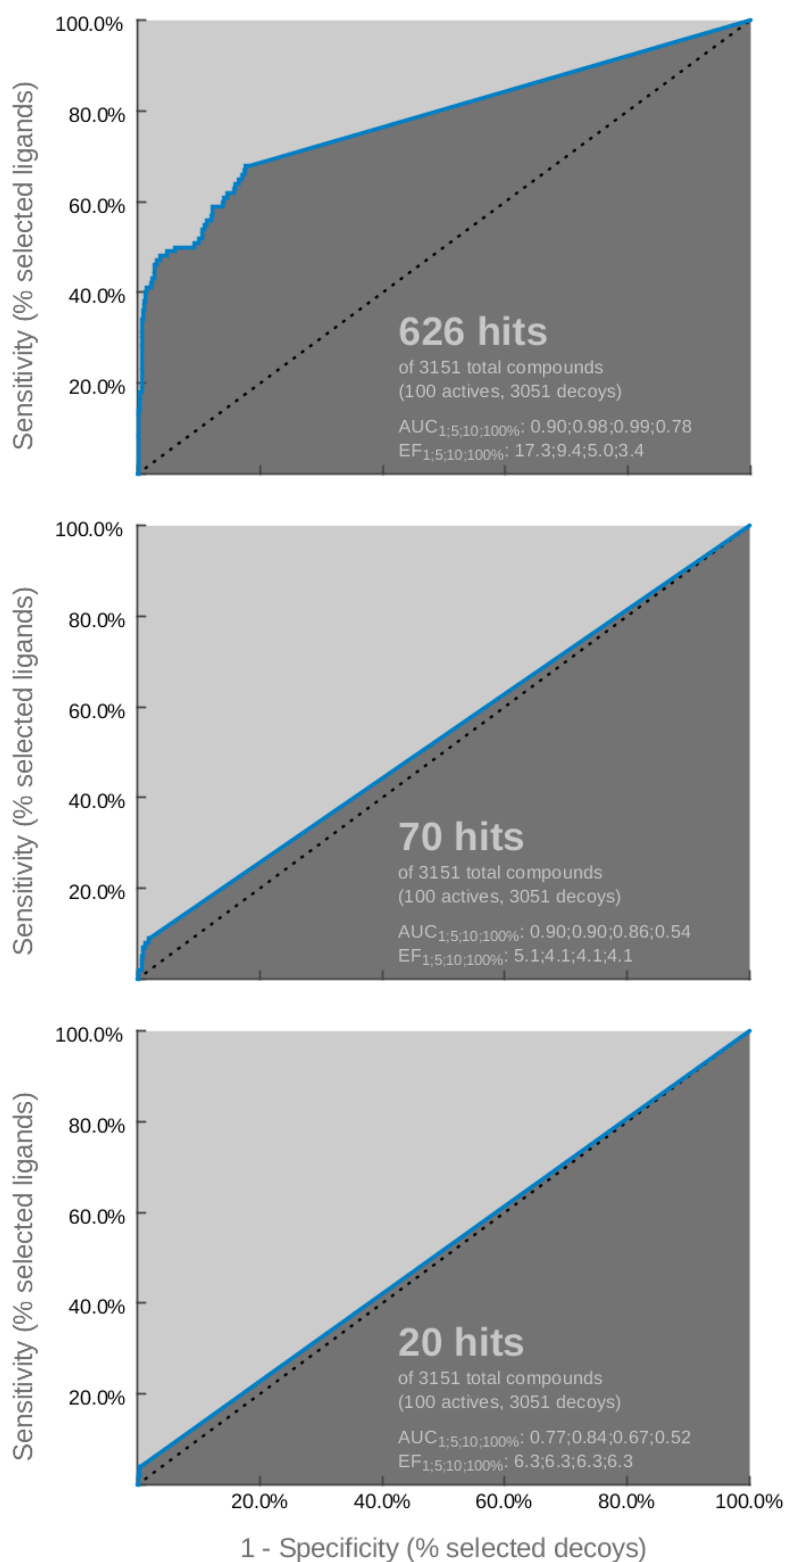 Sensitivity (% selected ligands)
100.0%
80.0%
60.0%
40.0%
20.0%
626 hits
of 3151 total compounds
(100 actives, 3051 decoys)
AUC1;5;10;100%: 0.90;0.98;0.99;0.78
EF1;5;10;100%: 17.3;9.4;5.0;3.4
Sensitivity (% selected ligands)
100.0%
80.0%
60.0%
40.0%
20.0%
70 hits
of 3151 total compounds
(100 actives, 3051 decoys)
AUC1;5;10;100%: 0.90;0.90;0.86;0.54
EF1;5;10;100%: 5.1;4.1;4.1;4.1
Sensitivity (% selected ligands)
100.0%
80.0%
60.0%
40.0%
20.0%
20 hits
of 3151 total compounds
(100 actives, 3051 decoys)
AUC1;5;10;100%: 0.77;0.84;0.67;0.52
EF1;5;10;100%: 6.3;6.3;6.3;6.3
20.0% 40.0% 60.0% 80.0% 100.0%
1 - Specificity (% selected decoys)